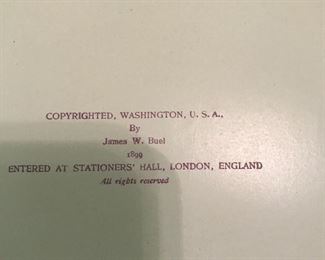 COPYRIGHTED, WASHINGTON, U. S. A.,
By
James W. Buel
1899
ENTERED AT STATIONERS' HALL, LONDON, ENGLAND
All rights reserved